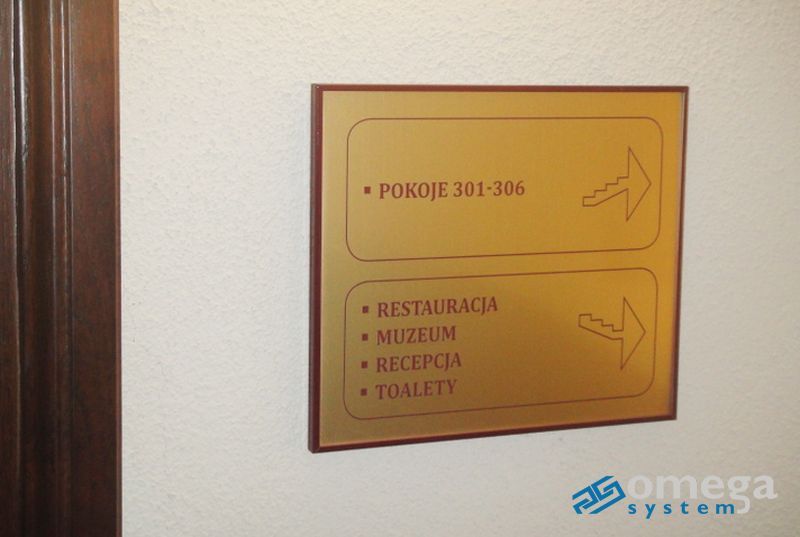 ▪ POKOJE 301-306
▪ RESTAURACJA
▪ MUZEUM
▪ RECEPCJA
▪ TOALETY
omega
system